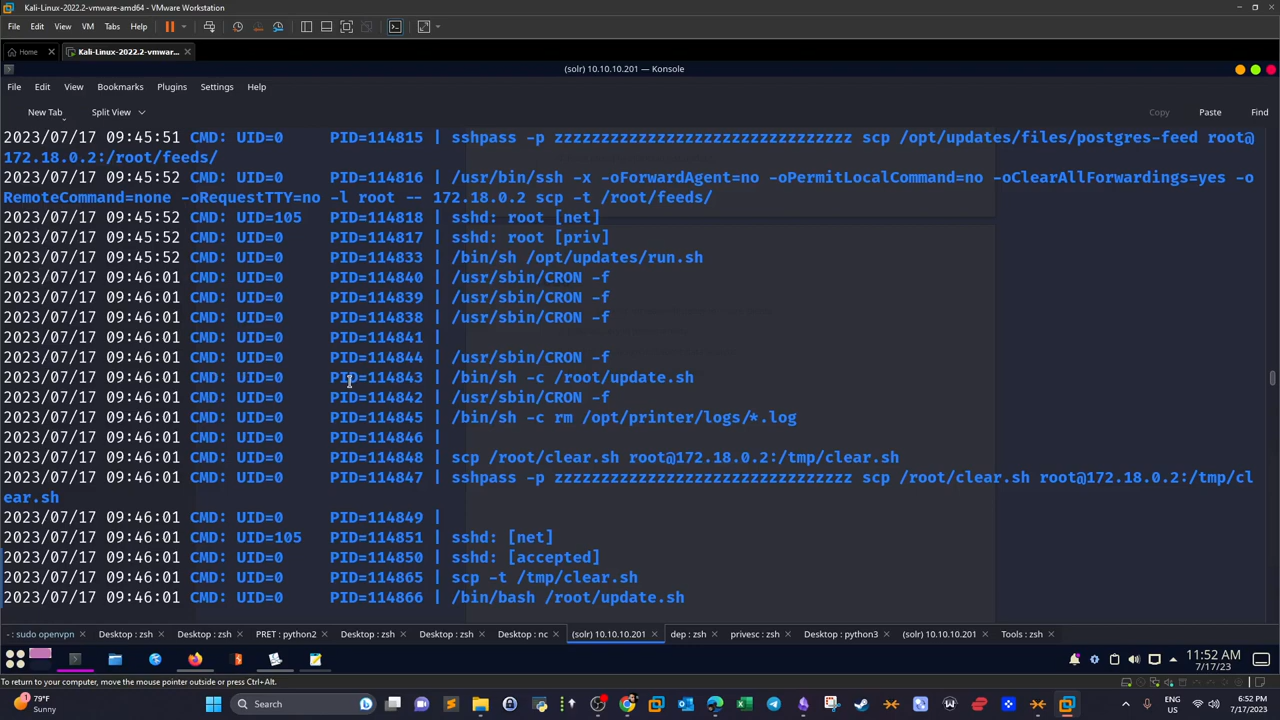 Kali-Linux-2022.2-vmware-amd64 - VMware Workstation
File Edit View VM Tabs Help
Home Kali-Linux-2022.2-vmwar...
(solr) 10.10.10.201 — Konsole
File Edit View Bookmarks Plugins Settings Help
New Tab Split View Copy Paste Find
2023/07/17 09:45:51 CMD: UID=0 PID=114815 | sshpass -p zzzzzzzzzzzzzzzzzzzzzzzzzzzzzzzz scp /opt/updates/files/postgres-feed root@
172.18.0.2:/root/feeds/
2023/07/17 09:45:52 CMD: UID=0 PID=114816 | /usr/bin/ssh -x -oForwardAgent=no -oPermitLocalCommand=no -oClearAllForwardings=yes -o
RemoteCommand=none -oRequestTTY=no -l root -- 172.18.0.2 scp -t /root/feeds/
2023/07/17 09:45:52 CMD: UID=105 PID=114818 | sshd: root [net]
2023/07/17 09:45:52 CMD: UID=0 PID=114817 | sshd: root [priv]
2023/07/17 09:45:52 CMD: UID=0 PID=114833 | /bin/sh /opt/updates/run.sh
2023/07/17 09:46:01 CMD: UID=0 PID=114840 | /usr/sbin/CRON -f
2023/07/17 09:46:01 CMD: UID=0 PID=114839 | /usr/sbin/CRON -f
2023/07/17 09:46:01 CMD: UID=0 PID=114838 | /usr/sbin/CRON -f
2023/07/17 09:46:01 CMD: UID=0 PID=114841 |
2023/07/17 09:46:01 CMD: UID=0 PID=114844 | /usr/sbin/CRON -f
2023/07/17 09:46:01 CMD: UID=0 PID=114843 | /bin/sh -c /root/update.sh
2023/07/17 09:46:01 CMD: UID=0 PID=114842 | /usr/sbin/CRON -f
2023/07/17 09:46:01 CMD: UID=0 PID=114845 | /bin/sh -c rm /opt/printer/logs/*.log
2023/07/17 09:46:01 CMD: UID=0 PID=114846 |
2023/07/17 09:46:01 CMD: UID=0 PID=114848 | scp /root/clear.sh root@172.18.0.2:/tmp/clear.sh
2023/07/17 09:46:01 CMD: UID=0 PID=114847 | sshpass -p zzzzzzzzzzzzzzzzzzzzzzzzzzzzzzzz scp /root/clear.sh root@172.18.0.2:/tmp/cl
ear.sh
2023/07/17 09:46:01 CMD: UID=0 PID=114849 |
2023/07/17 09:46:01 CMD: UID=105 PID=114851 | sshd: [net]
2023/07/17 09:46:01 CMD: UID=0 PID=114850 | sshd: [accepted]
2023/07/17 09:46:01 CMD: UID=0 PID=114865 | scp -t /tmp/clear.sh
2023/07/17 09:46:01 CMD: UID=0 PID=114866 | /bin/bash /root/update.sh
- : sudo openvpn Desktop : zsh Desktop : zsh PRET : python2 Desktop : zsh Desktop : zsh Desktop : nc (solr) 10.10.10.201 dep : zsh privesc : zsh Desktop : python3 (solr) 10.10.10.201 Tools : zsh
11:52 AM
7/17/23
To return to your computer, move the mouse pointer outside or press Ctrl+Alt.
79°F
Sunny
Search
ENG
US
6:52 PM
7/17/2023